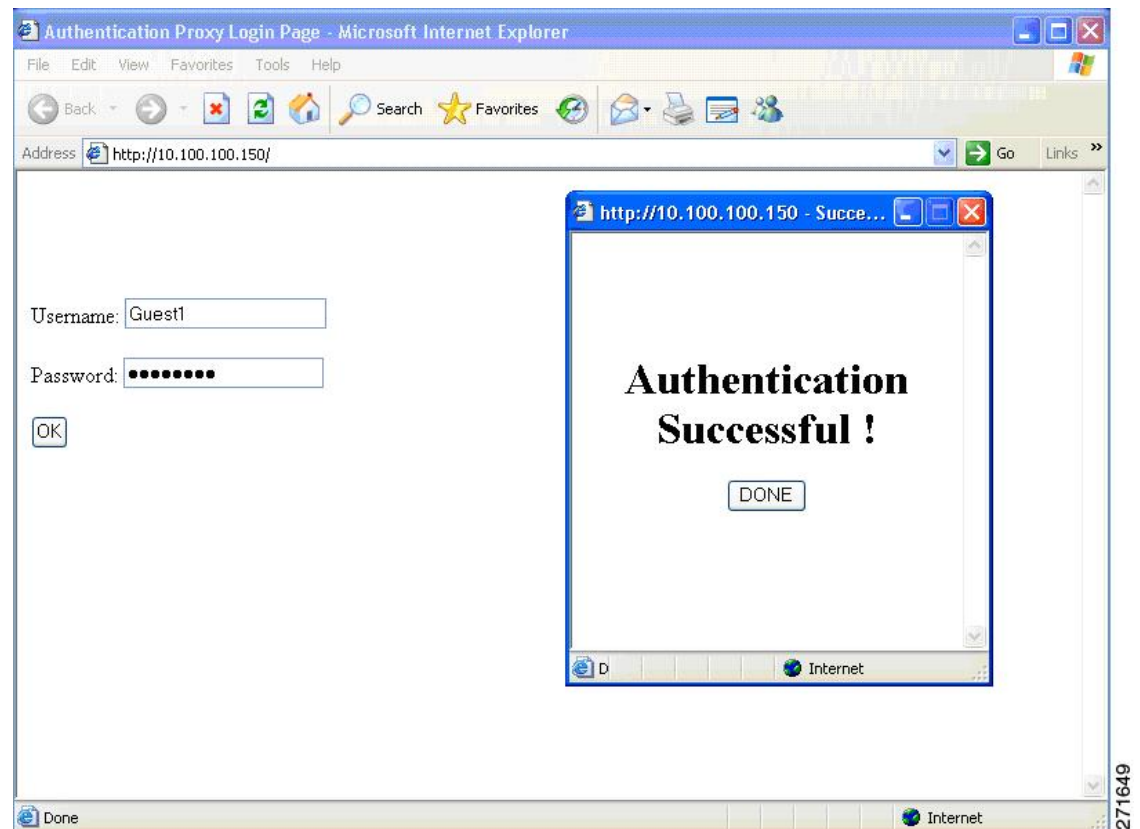 Authentication Proxy Login Page - Microsoft Internet Explorer
File Edit View Favorites Tools Help
Back Search Favorites
Address http://10.100.100.150/ Go Links »
http://10.100.100.150 - Succe...
Username: Guest1
Password: ●●●●●●●●
OK
Authentication
Successful !
DONE
D Internet
Done Internet
271649